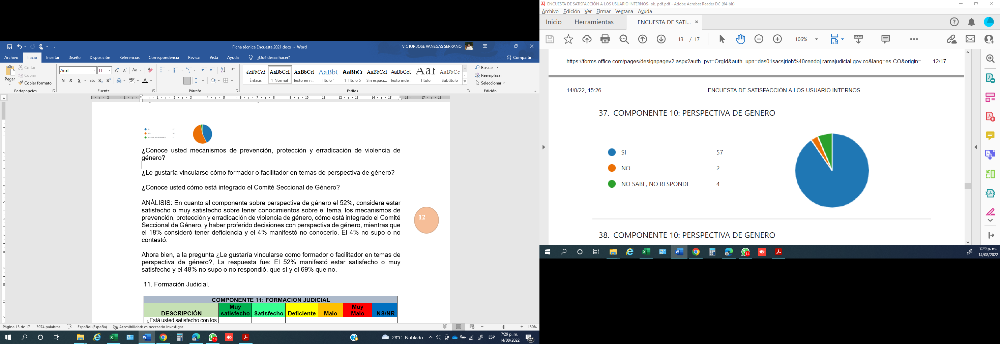 Ficha técnica Encuesta 2021.docx - Word
VICTOR JOSE VANEGAS SERRANO
Archivo Inicio Insertar Diseño Disposición Referencias Correspondencia Revisar Vista Ayuda ¿Qué desea hacer? Compartir
Pegar
Cortar
Copiar
Copiar formato
Portapapeles
Arial 11
N K S abc x₂ x²
Fuente
Párrafo
AaBbCcI Énfasis
AaBbCcI ¶ Normal
AaBbCcI Texto en n...
AaBbC Título 1
AaBbCc ¶ Título 5
AaBbCcI Sin espaci...
AaBbCcI Texto inde...
AaI Título
AaBbCc Subtítulo
Estilos
Buscar
Reemplazar
Seleccionar
Edición
SI 27
NO 34
NO SABE, NO RESPONDE 2
¿Conoce usted mecanismos de prevención, protección y erradicación de violencia de
género?
¿Le gustaría vincularse cómo formador o facilitador en temas de perspectiva de género?
¿Conoce usted cómo está integrado el Comité Seccional de Género?
ANÁLISIS: En cuanto al componente sobre perspectiva de género el 52%, considera estar
satisfecho o muy satisfecho sobre tener conocimientos sobre el tema, los mecanismos de
prevención, protección y erradicación de violencia de género, cómo está integrado el Comité
Seccional de Género, y haber proferido decisiones con perspectiva de género, mientras que
el 18% consideró tener deficiencia y el 4% manifestó no conocerlo. El 4% no supo o no
contestó.
12
Ahora bien, a la pregunta ¿Le gustaría vincularse como formador o facilitador en temas de
perspectiva de género?, La respuesta fue: El 52% manifestó estar satisfecho o muy
satisfecho y el 48% no supo o no respondió. que sí y el 69% que no.
11. Formación Judicial.
COMPONENTE 11: FORMACION JUDICIAL
DESCRIPCIÓN Muy satisfecho Satisfecho Deficiente Malo Muy Malo NS/NR
¿Está usted satisfecho con los
Página 13 de 17 3974 palabras Español (España) Accesibilidad: es necesario investigar 130%
28°C Nublado ESP 7:29 p. m.
14/08/2022 27
ENCUESTA DE SATISFACCIÓN A LOS USUARIO INTERNOS- ok. pdf.pdf - Adobe Acrobat Reader DC (64-bit)
Archivo Edición Ver Firmar Ventana Ayuda
Inicio Herramientas ENCUESTA DE SATI... ×
13 / 17 106%
https://forms.office.com/pages/designpagev2.aspx?auth_pvr=OrgId&auth_upn=des01sacsjrioh%40cendoj.ramajudicial.gov.co&lang=es-CO&origin=... 12/17
14/8/22, 15:26 ENCUESTA DE SATISFACCIÓN A LOS USUARIO INTERNOS
37. COMPONENTE 10: PERSPECTIVA DE GENERO
SI 57
NO 2
NO SABE, NO RESPONDE 4
38. COMPONENTE 10: PERSPECTIVA DE GENERO
7:29 p. m.
14/08/2022